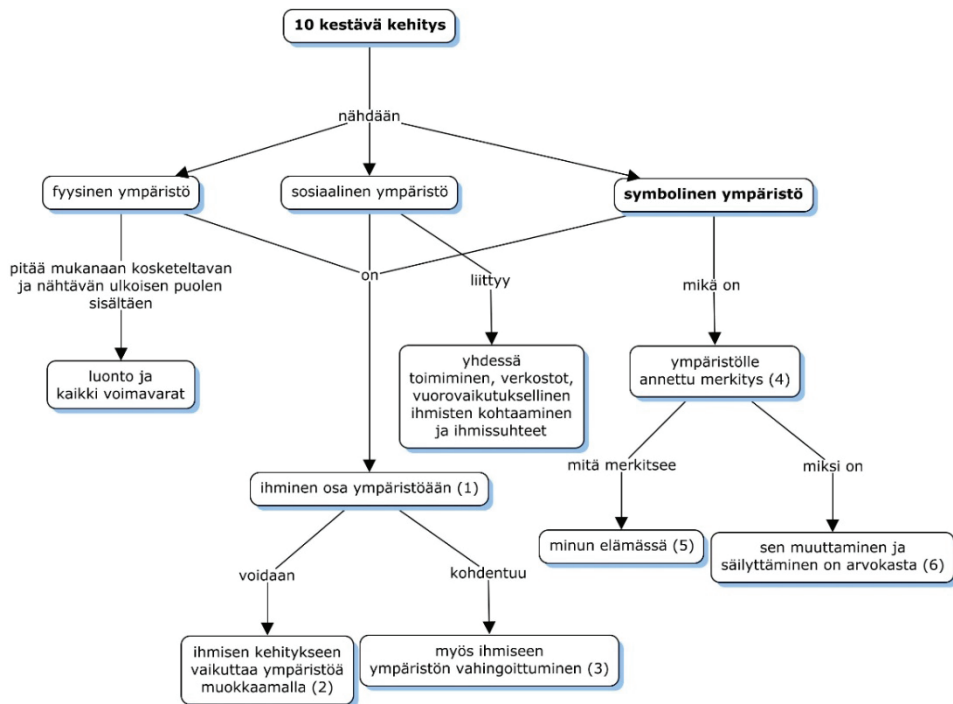 10 kestävä kehitys
nähdään
fyysinen ympäristö
sosiaalinen ympäristö
symbolinen ympäristö
pitää mukanaan kosketeltavan
ja nähtävän ulkoisen puolen
sisältäen
on
liittyy
mikä on
luonto ja
kaikki voimavarat
yhdessä
toimiminen, verkostot,
vuorovaikutuksellinen
ihmisten kohtaaminen
ja ihmissuhteet
ympäristölle
annettu merkitys (4)
mitä merkitsee
miksi on
ihminen osa ympäristöään (1)
minun elämässä (5)
sen muuttaminen ja
säilyttäminen on arvokasta (6)
voidaan
kohdentuu
ihmisen kehitykseen
vaikuttaa ympäristöä
muokkaamalla (2)
myös ihmiseen
ympäristön vahingoittuminen (3)